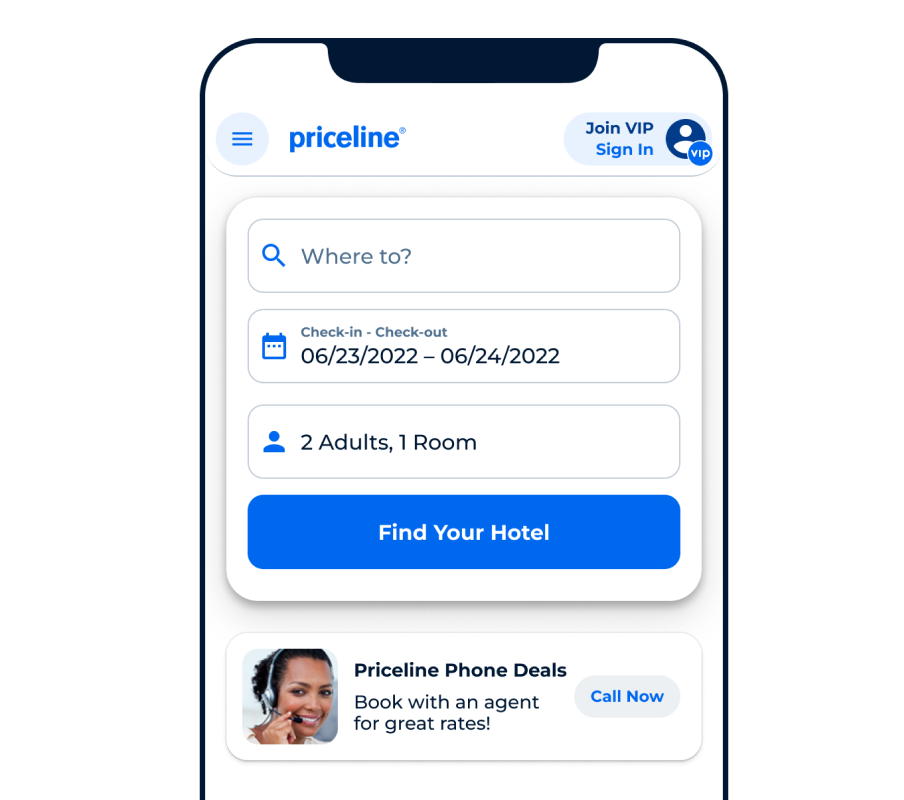 priceline®
Join VIP
Sign In
vip
Where to?
Check-in - Check-out
06/23/2022 – 06/24/2022
2 Adults, 1 Room
Find Your Hotel
Priceline Phone Deals
Book with an agent
for great rates!
Call Now